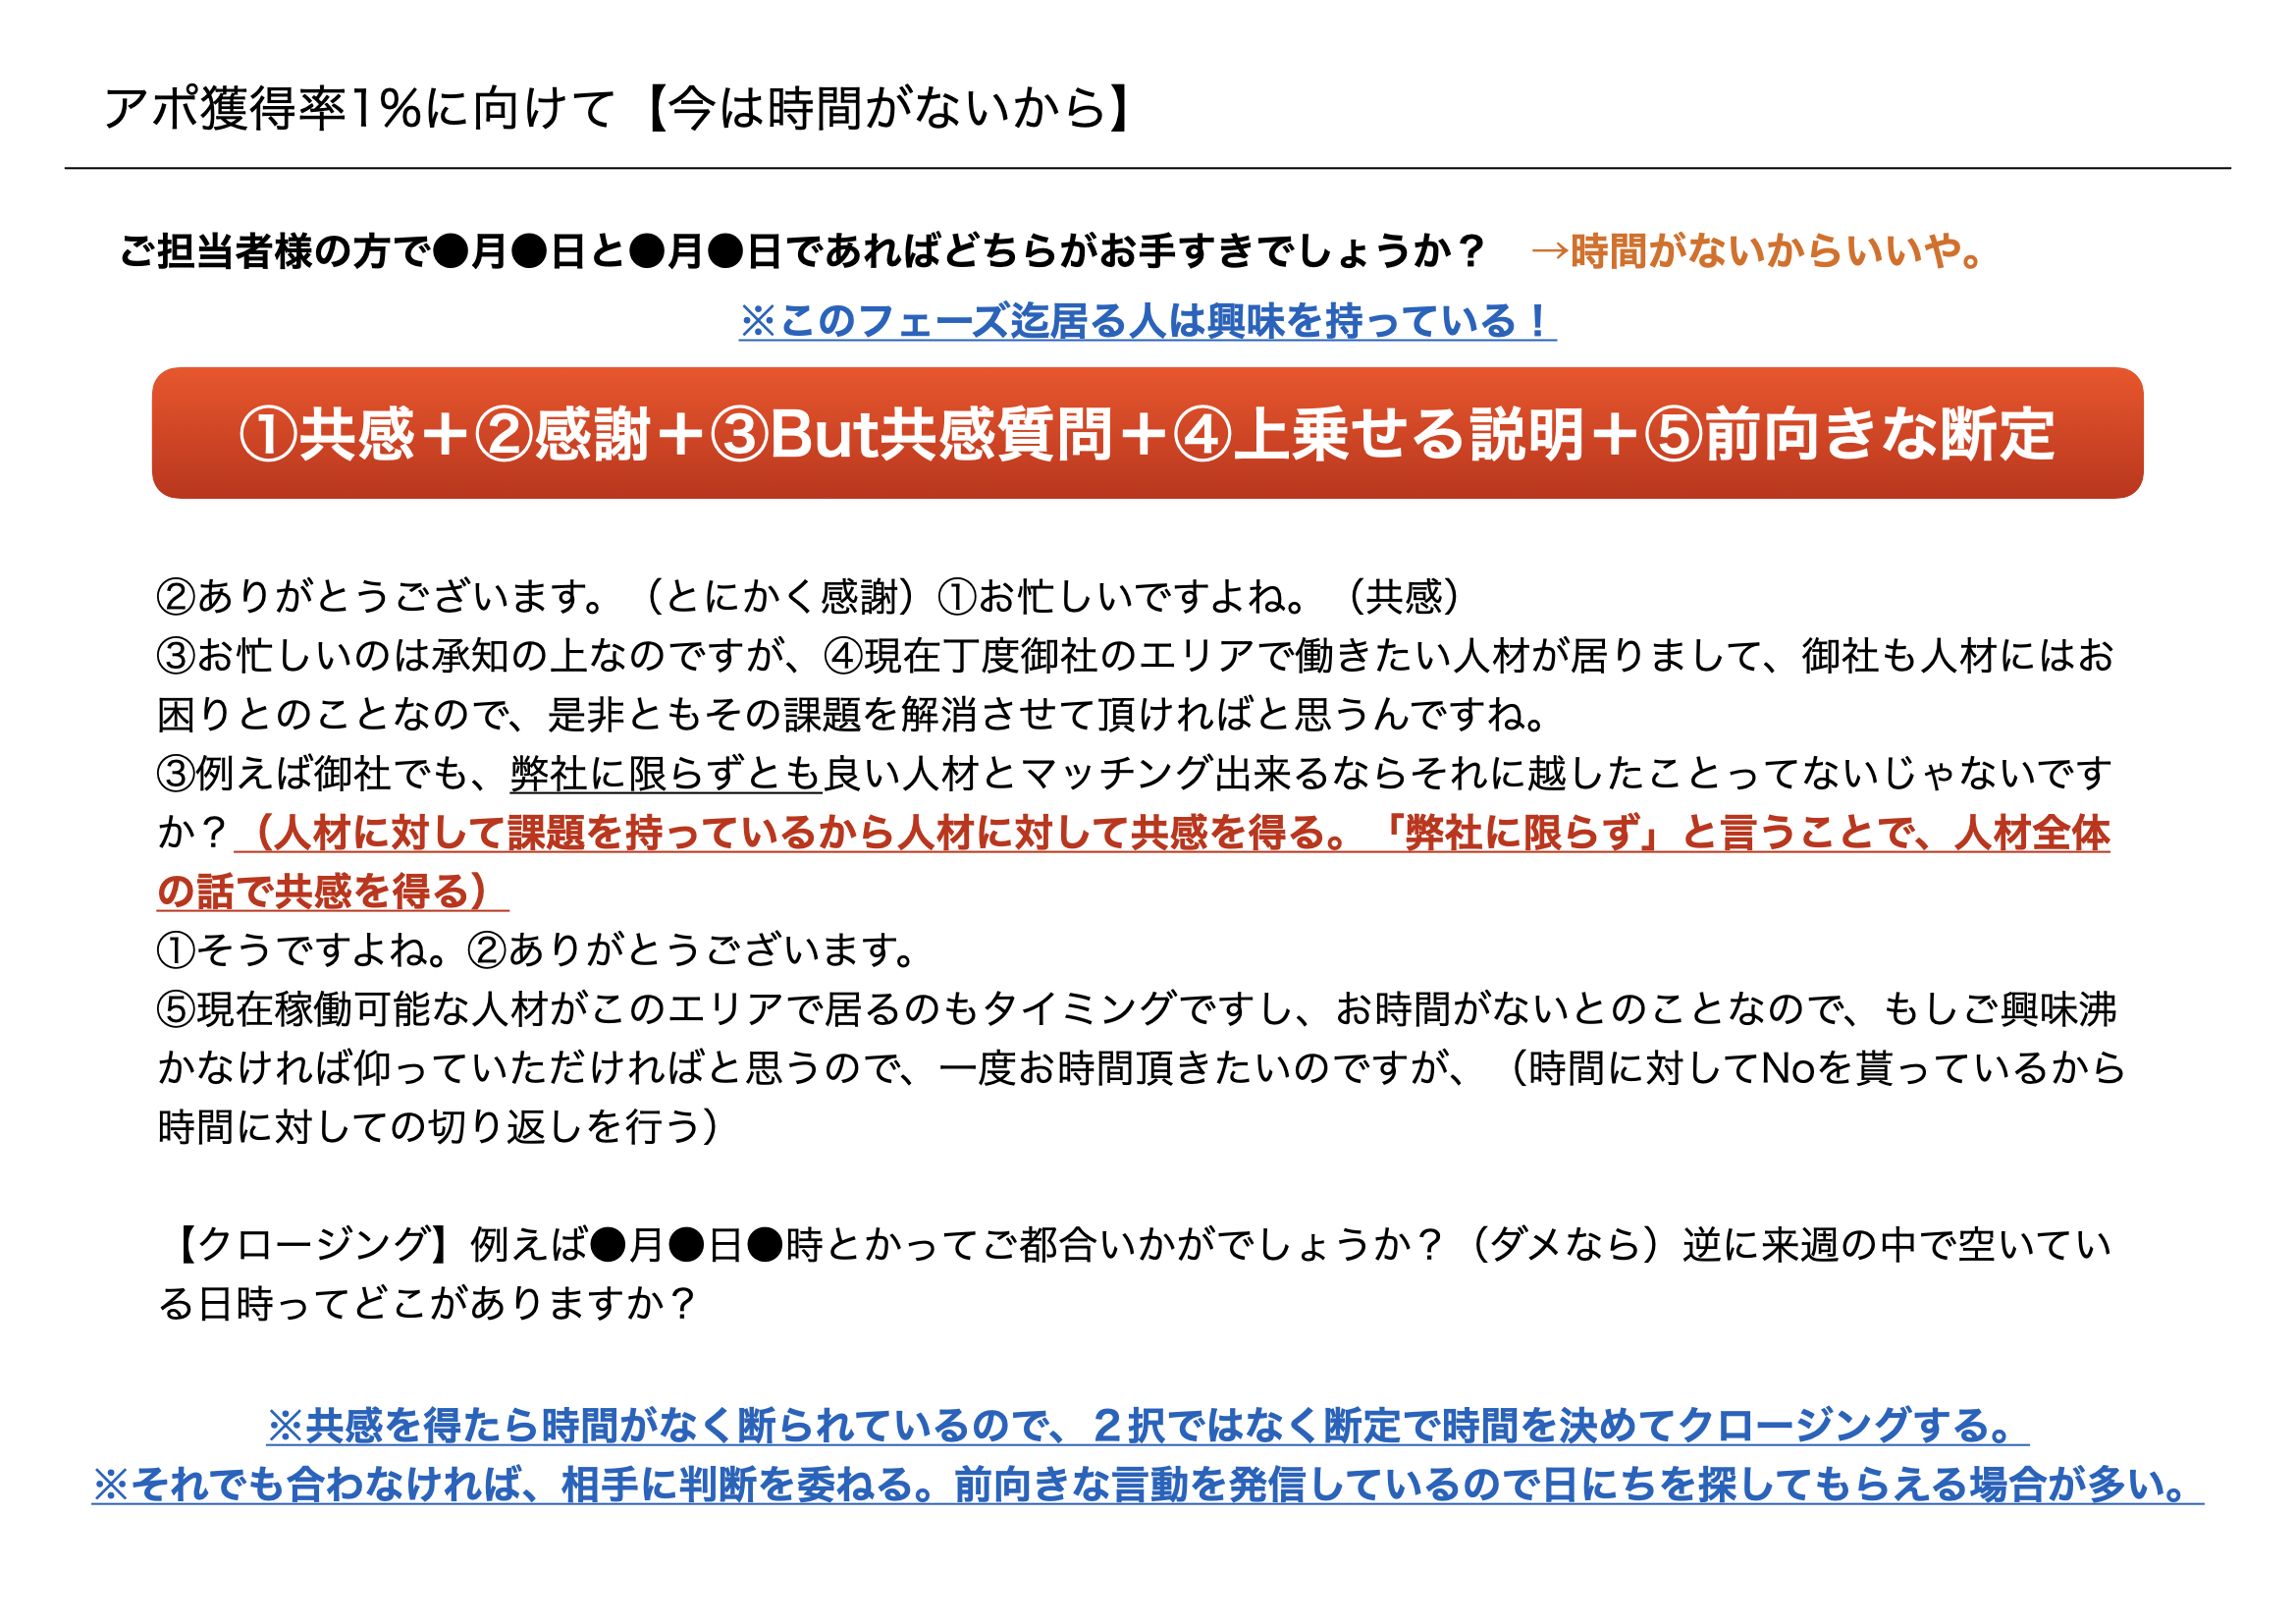 アポ獲得率1%に向けて【今は時間がないから】
ご担当者様の方で●月●日と●月●日であればどちらがお手すきでしょうか？　→時間がないからいいや。
※このフェーズ迄居る人は興味を持っている！
①共感＋②感謝＋③But共感質問＋④上乗せる説明＋⑤前向きな断定
②ありがとうございます。（とにかく感謝）①お忙しいですよね。（共感）
③お忙しいのは承知の上なのですが、④現在丁度御社のエリアで働きたい人材が居りまして、御社も人材にはお
困りとのことなので、是非ともその課題を解消させて頂ければと思うんですね。
③例えば御社でも、弊社に限らずとも良い人材とマッチング出来るならそれに越したことってないじゃないです
か？（人材に対して課題を持っているから人材に対して共感を得る。「弊社に限らず」と言うことで、人材全体
の話で共感を得る）
①そうですよね。②ありがとうございます。
⑤現在稼働可能な人材がこのエリアで居るのもタイミングですし、お時間がないとのことなので、もしご興味沸
かなければ仰っていただければと思うので、一度お時間頂きたいのですが、（時間に対してNoを貰っているから
時間に対しての切り返しを行う）
【クロージング】例えば●月●日●時とかってご都合いかがでしょうか？（ダメなら）逆に来週の中で空いてい
る日時ってどこがありますか？
※共感を得たら時間がなく断られているので、２択ではなく断定で時間を決めてクロージングする。
※それでも合わなければ、相手に判断を委ねる。前向きな言動を発信しているので日にちを探してもらえる場合が多い。